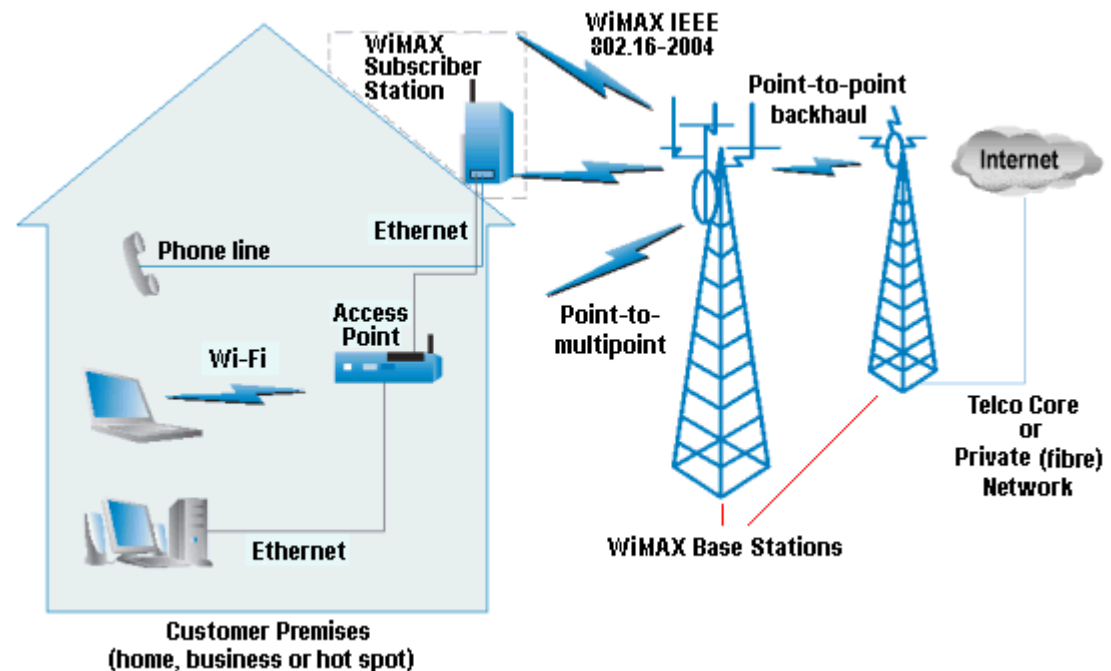 WiMAX IEEE
802.16-2004
WiMAX
Subscriber
Station
Point-to-point
backhaul
Internet
Ethernet
Phone line
Access
Point
Wi-Fi
Point-to-
multipoint
Telco Core
or
Private (fibre)
Network
Ethernet
WiMAX Base Stations
Customer Premises
(home, business or hot spot)